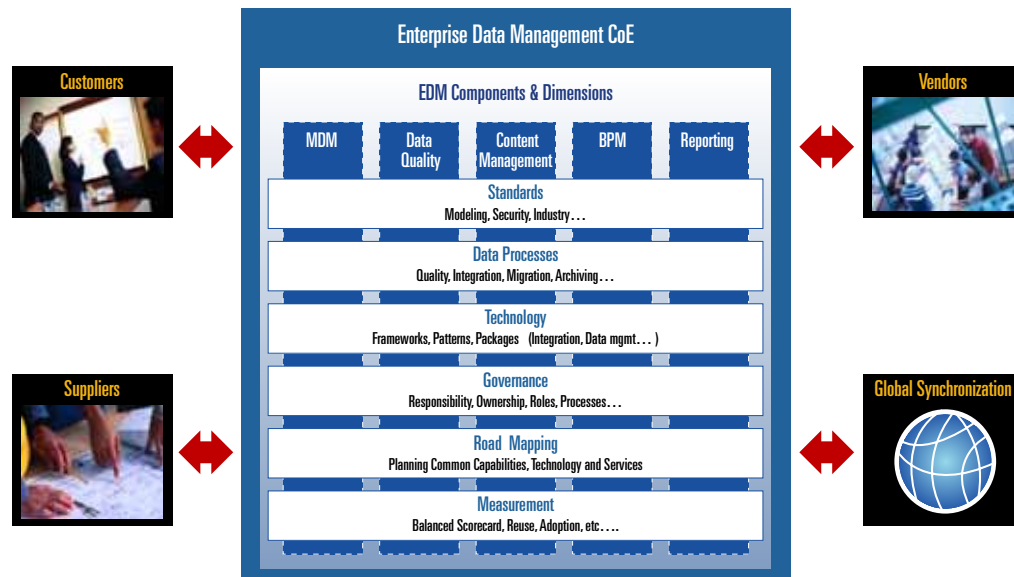 Enterprise Data Management CoE
Customers
Vendors
EDM Components & Dimensions
MDM
Data
Quality
Content
Management
BPM
Reporting
Standards
Modeling, Security, Industry...
Data Processes
Quality, Integration, Migration, Archiving...
Technology
Frameworks, Patterns, Packages (Integration, Data mgmt... )
Suppliers
Global Synchronization
Governance
Responsibility, Ownership, Roles, Processes...
Road Mapping
Planning Common Capabilities, Technology and Services
Measurement
Balanced Scorecard, Reuse, Adoption, etc....